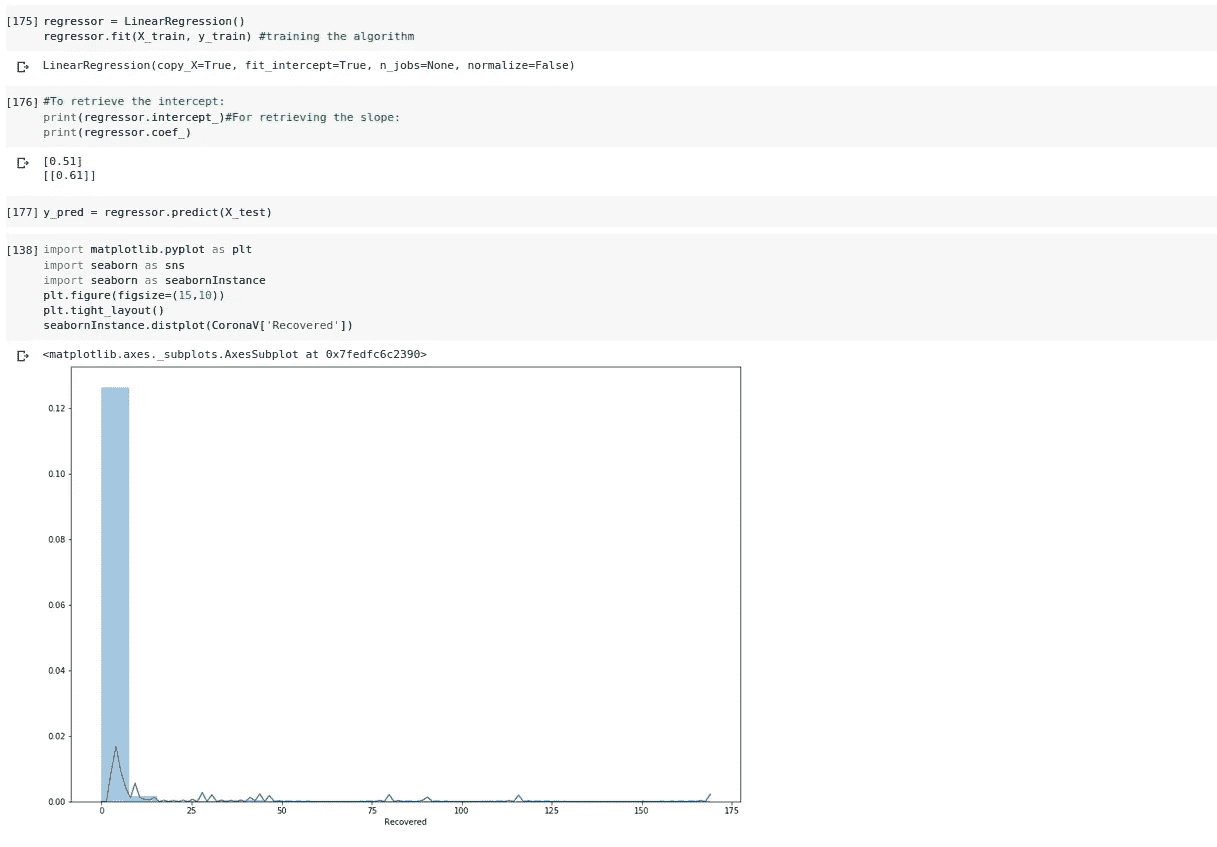 [175] regressor = LinearRegression()
regressor.fit(X_train, y_train) #training the algorithm
LinearRegression(copy_X=True, fit_intercept=True, n_jobs=None, normalize=False)
[176] #To retrieve the intercept:
print(regressor.intercept_)#For retrieving the slope:
print(regressor.coef_)
[0.51]
[[0.61]]
[177] y_pred = regressor.predict(X_test)
[138] import matplotlib.pyplot as plt
import seaborn as sns
import seaborn as seabornInstance
plt.figure(figsize=(15,10))
plt.tight_layout()
seabornInstance.distplot(CoronaV['Recovered'])
<matplotlib.axes._subplots.AxesSubplot at 0x7fedfc6c2390>
0.12
0.10
0.08
0.06
0.04
0.02
0.00
0 25 50 75 100 125 150 175
Recovered